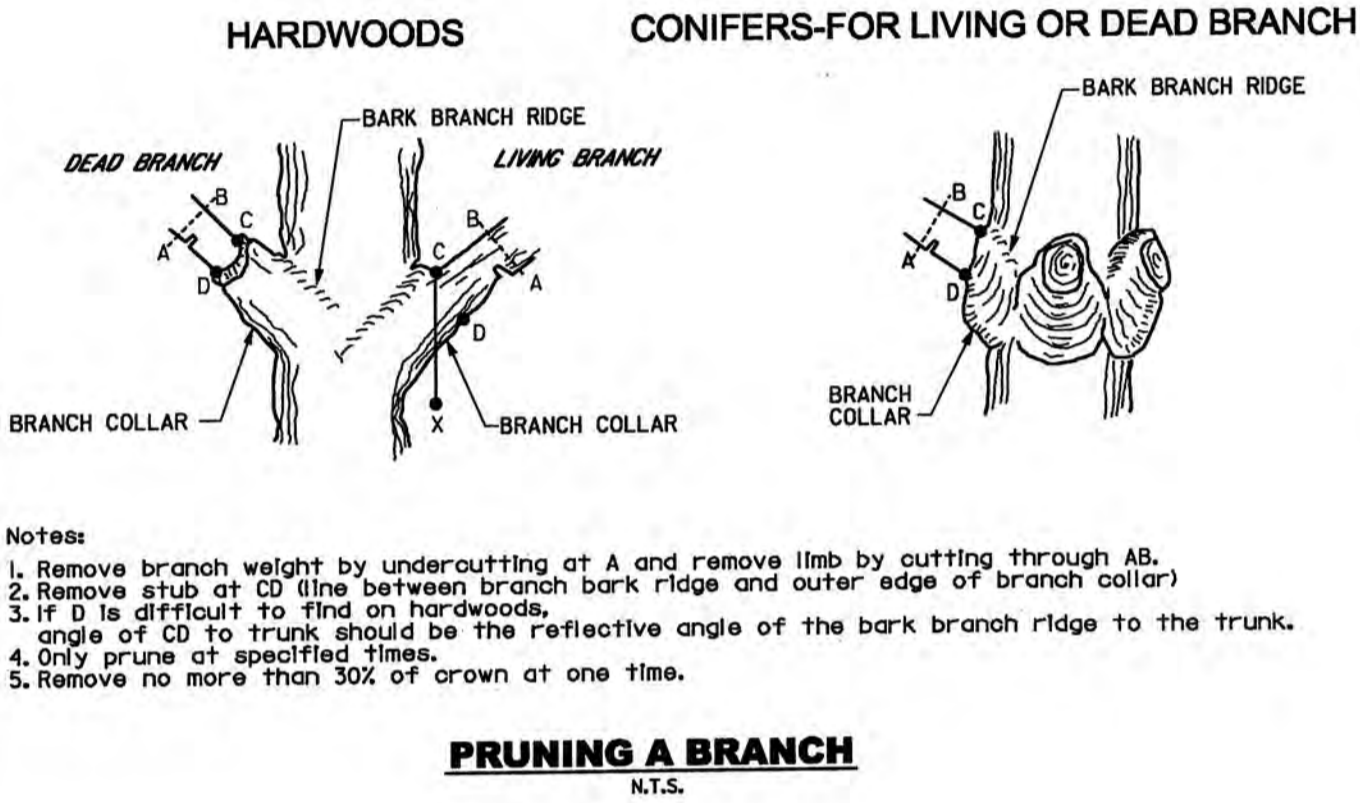 HARDWOODS
CONIFERS-FOR LIVING OR DEAD BRANCH
BARK BRANCH RIDGE
DEAD BRANCH
LIVING BRANCH
B
C
A
D
B
C
A
D
X
BRANCH COLLAR
BRANCH COLLAR
BARK BRANCH RIDGE
B
C
A
D
BRANCH
COLLAR
Notes:
1. Remove branch weight by undercutting at A and remove limb by cutting through AB.
2. Remove stub at CD (line between branch bark ridge and outer edge of branch collar)
3. If D is difficult to find on hardwoods,
angle of CD to trunk should be the reflective angle of the bark branch ridge to the trunk.
4. Only prune at specified times.
5. Remove no more than 30% of crown at one time.
PRUNING A BRANCH
N.T.S.